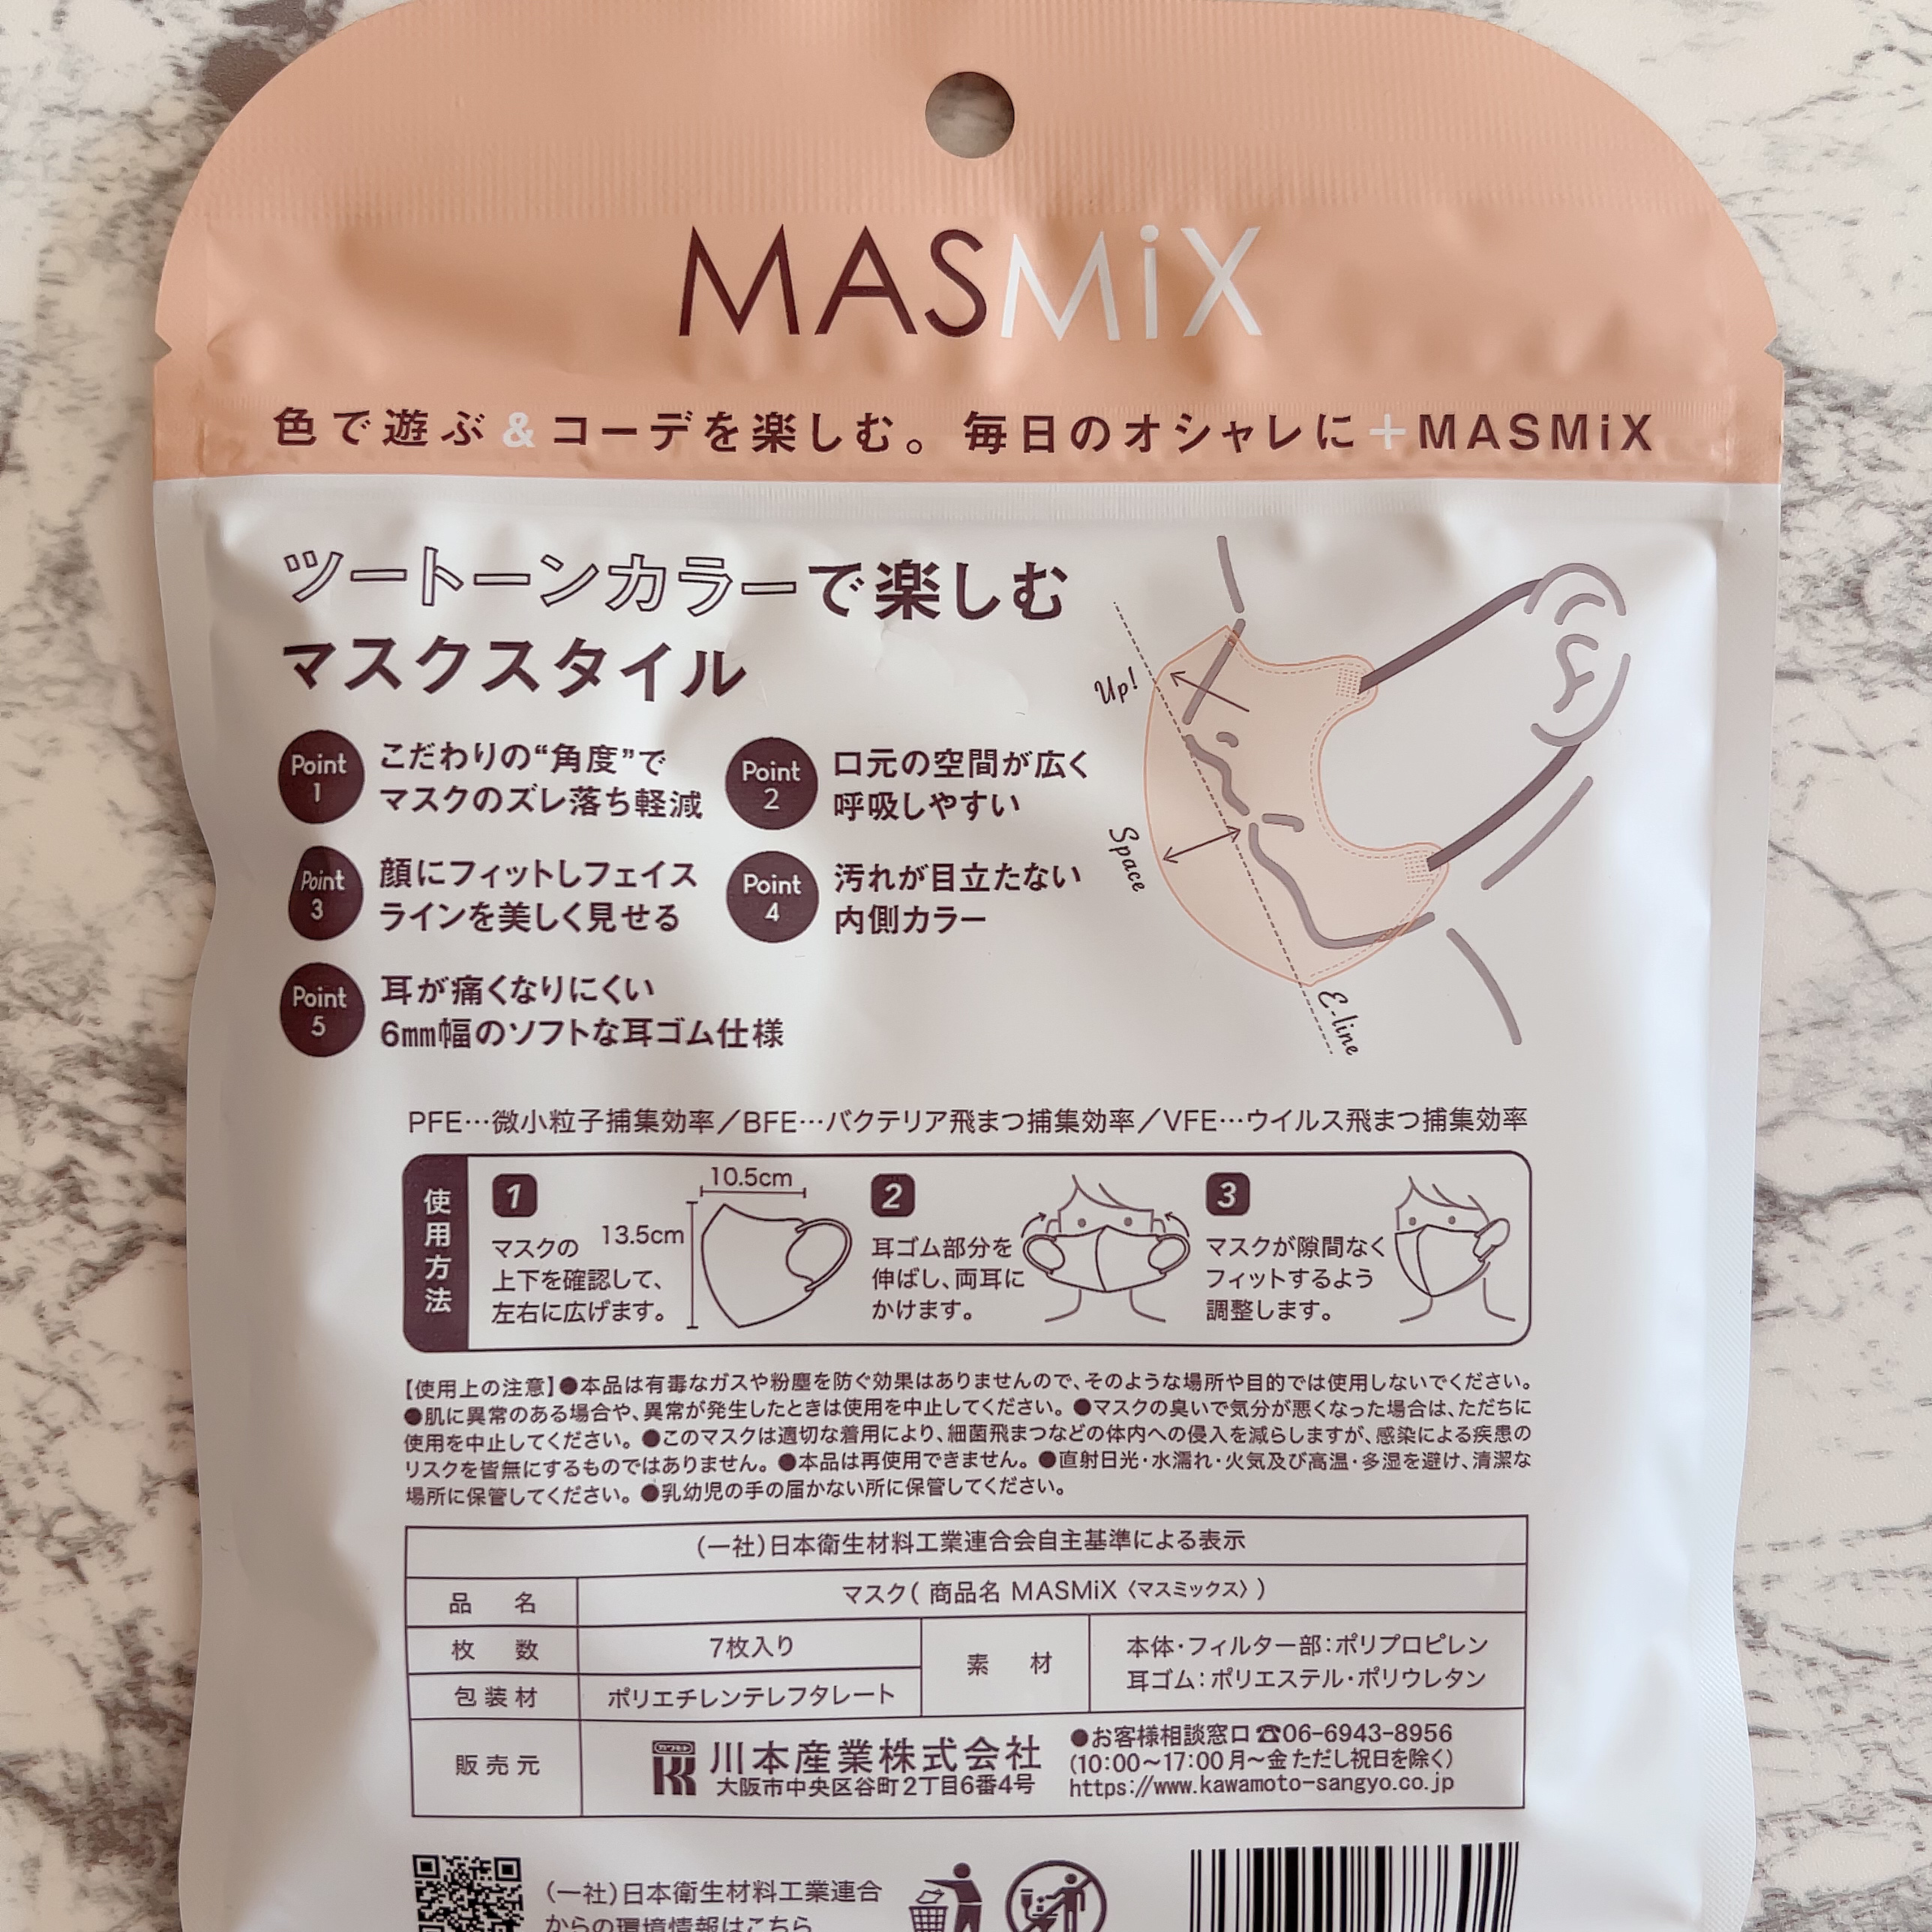 MASMiX
色で遊ぶ&コーデを楽しむ。毎日のオシャレに+MASMiX
ツートーンカラーで楽しむ
マスクスタイル
Point 1
こだわりの“角度”で
マスクのズレ落ち軽減
Point 2
口元の空間が広く
呼吸しやすい
Point 3
顔にフィットしフェイス
ラインを美しく見せる
Point 4
汚れが目立たない
内側カラー
Point 5
耳が痛くなりにくい
6mm幅のソフトな耳ゴム仕様
Up!
Space
E-line
PFE…微小粒子捕集効率／BFE…バクテリア飛まつ捕集効率／VFE…ウイルス飛まつ捕集効率
使用方法
1
マスクの
上下を確認して、
左右に広げます。
10.5cm
13.5cm
2
耳ゴム部分を
伸ばし、両耳に
かけます。
3
マスクが隙間なく
フィットするよう
調整します。
【使用上の注意】●本品は有毒なガスや粉塵を防ぐ効果はありませんので、そのような場所や目的では使用しないでください。
●肌に異常のある場合や、異常が発生したときは使用を中止してください。●マスクの臭いで気分が悪くなった場合は、ただちに
使用を中止してください。●このマスクは適切な着用により、細菌飛まつなどの体内への侵入を減らしますが、感染による疾患の
リスクを皆無にするものではありません。●本品は再使用できません。●直射日光・水濡れ・火気及び高温・多湿を避け、清潔な
場所に保管してください。●乳幼児の手の届かない所に保管してください。
(一社)日本衛生材料工業連合会自主基準による表示
品名
マスク(商品名 MASMiX〈マスミックス〉)
枚数
7枚入り
素材
本体・フィルター部：ポリプロピレン
耳ゴム：ポリエステル・ポリウレタン
包装材
ポリエチレンテレフタレート
販売元
川本産業株式会社
大阪市中央区谷町2丁目6番4号
●お客様相談窓口☎06-6943-8956
(10:00～17:00 月～金 ただし祝日を除く)
https://www.kawamoto-sangyo.co.jp
(一社)日本衛生材料工業連合
からの環境情報はこちら